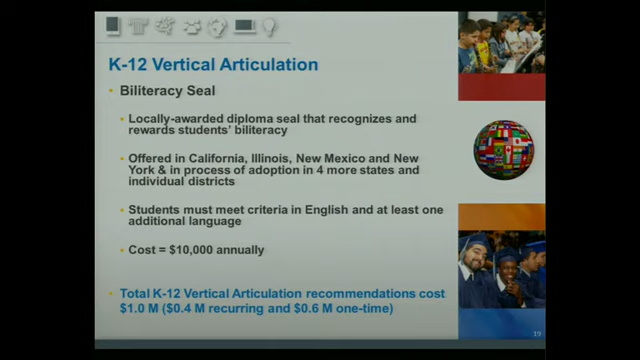 K-12 Vertical Articulation
• Biliteracy Seal
• Locally-awarded diploma seal that recognizes and
rewards students' biliteracy
• Offered in California, Illinois, New Mexico and New
York & in process of adoption in 4 more states and
individual districts
• Students must meet criteria in English and at least one
additional language
• Cost = $10,000 annually
• Total K-12 Vertical Articulation recommendations cost
$1.0 M ($0.4 M recurring and $0.6 M one-time)
19